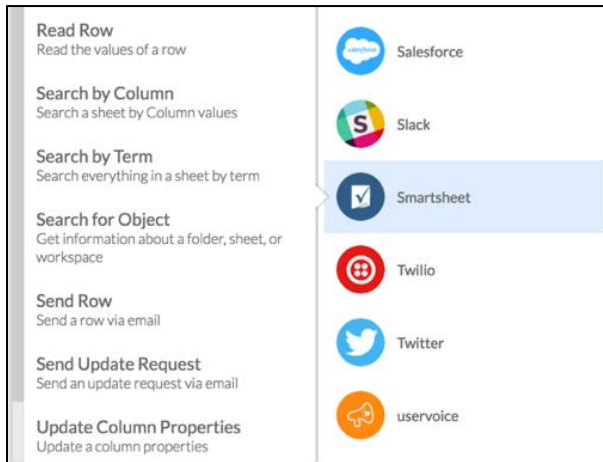 Read Row
Read the values of a row
Search by Column
Search a sheet by Column values
Search by Term
Search everything in a sheet by term
Search for Object
Get information about a folder, sheet, or
workspace
Send Row
Send a row via email
Send Update Request
Send an update request via email
Update Column Properties
Update a column properties
salesforce
Salesforce
S
Slack
Smartsheet
Twilio
Twitter
uservoice